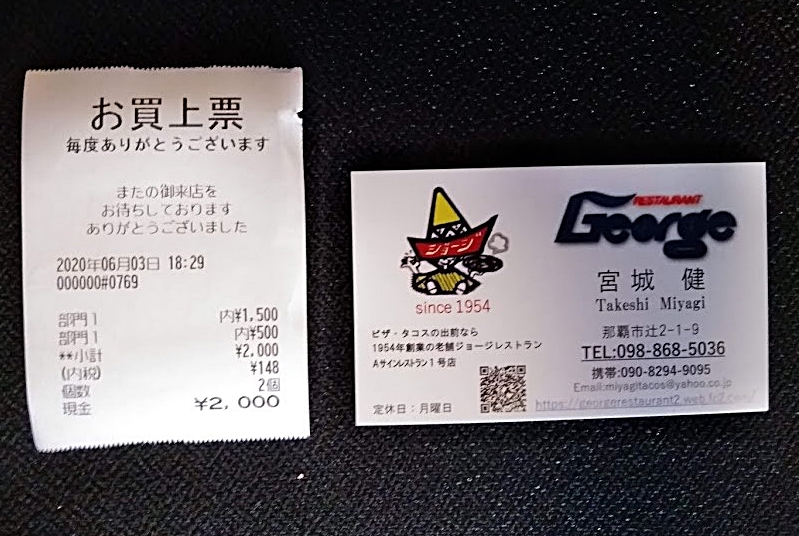 お買上票
毎度ありがとうございます
またの御来店を
お待ちしております
ありがとうございました
2020年06月03日 18:29
000000#0769
部門1 内¥1,500
部門1 内¥500
**小計 ¥2,000
(内税) ¥148
個数 2個
現金 ¥2,000
ジョージ
since 1954
ピザ・タコスの出前なら
1954年創業の老舗ジョージレストラン
Aサインレストラン1号店
定休日：月曜日
RESTAURANT
George
宮城 健
Takeshi Miyagi
那覇市辻2-1-9
TEL:098-868-5036
携帯:090-8294-9095
Email:miyagitacos@yahoo.co.jp
https://georgerestaurant2.web.fc2.com/